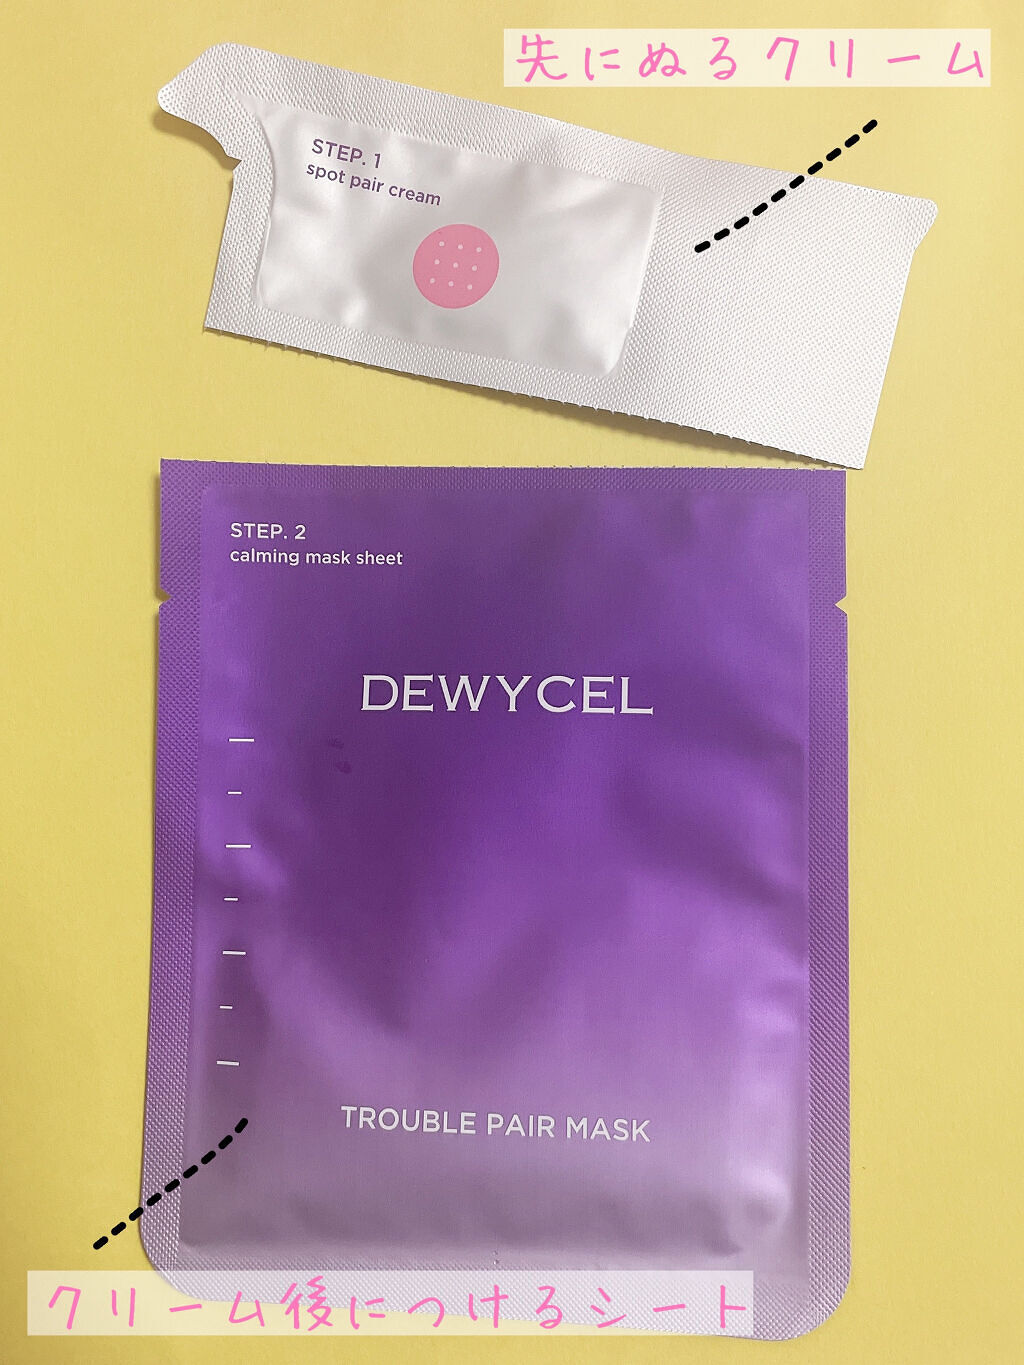 先にぬるクリーム
STEP. 1
spot pair cream
STEP. 2
calming mask sheet
DEWYCEL
TROUBLE PAIR MASK
クリーム後につけるシート